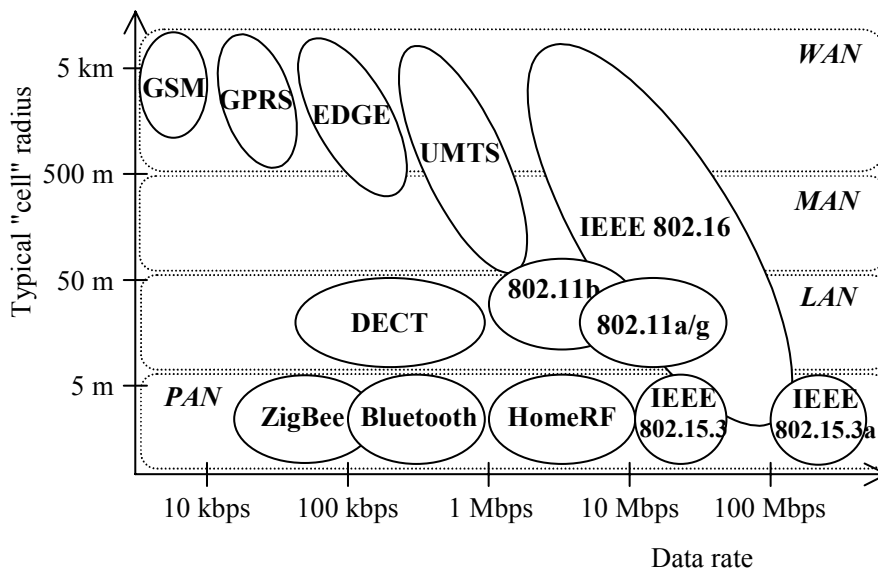 Typical "cell" radius
5 km
500 m
50 m
5 m
WAN
GSM
GPRS
EDGE
UMTS
MAN
IEEE 802.16
LAN
802.11b
802.11a/g
DECT
PAN
ZigBee
Bluetooth
HomeRF
IEEE
802.15.3
IEEE
802.15.3a
10 kbps
100 kbps
1 Mbps
10 Mbps
100 Mbps
Data rate